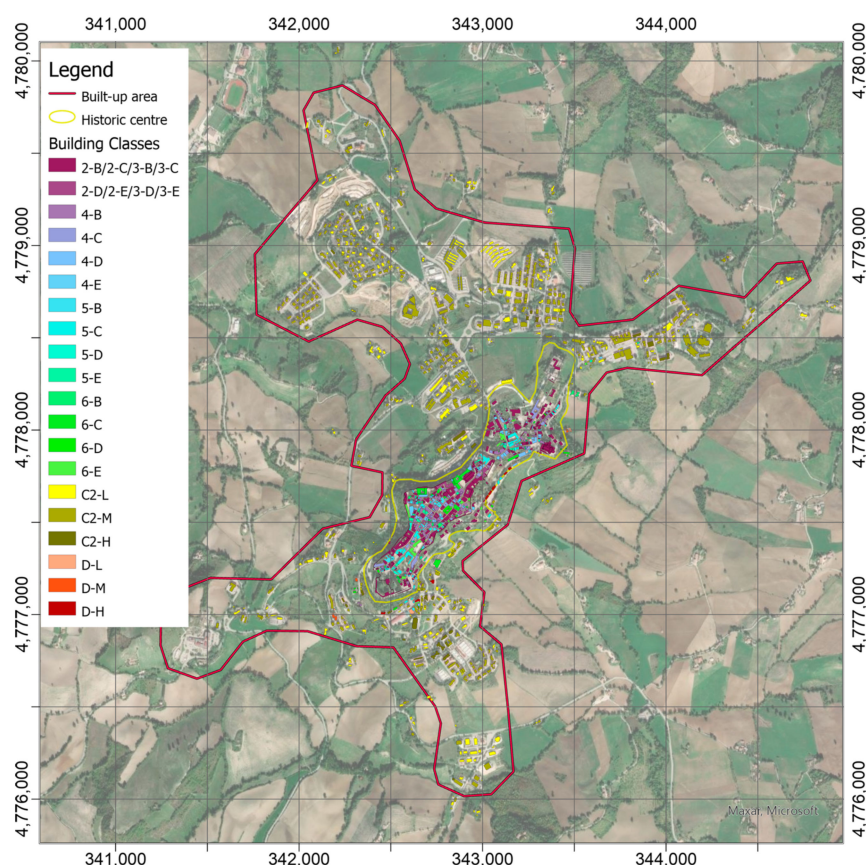 341,000 342,000 343,000 344,000
4,780,000
4,780,000
Legend
Built-up area
Historic centre
Building Classes
2-B/2-C/3-B/3-C
2-D/2-E/3-D/3-E
4-B
4-C
4-D
4-E
5-B
5-C
5-D
5-E
6-B
6-C
6-D
6-E
C2-L
C2-M
C2-H
D-L
D-M
D-H
4,779,000
4,779,000
4,778,000
4,778,000
4,777,000
4,777,000
4,776,000
4,776,000
Maxar, Microsoft
341,000 342,000 343,000 344,000